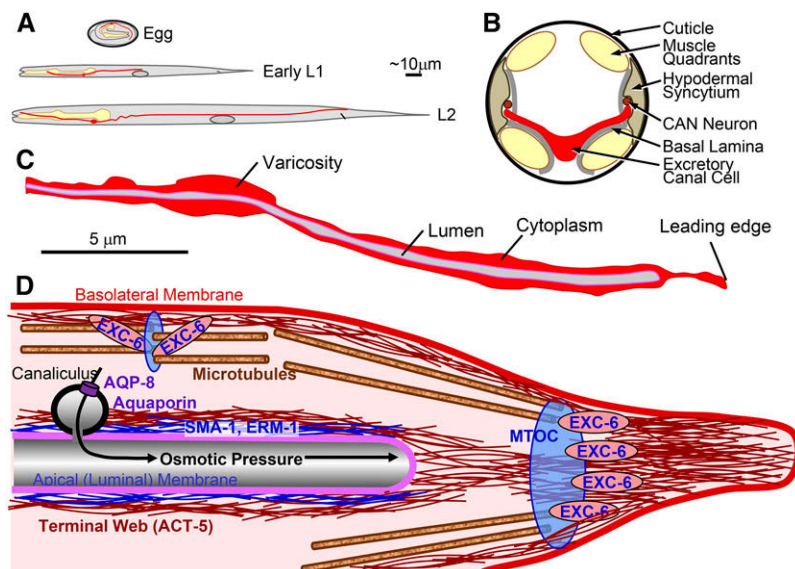 A
Egg
Early L1
~10µm
L2
B
Cuticle
Muscle
Quadrants
Hypodermal
Syncytium
CAN Neuron
Basal Lamina
Excretory
Canal Cell
C
Varicosity
Lumen
Cytoplasm
Leading edge
5 µm
D
Basolateral Membrane
EXC-6
EXC-6
Microtubules
Canaliculus
AQP-8
Aquaporin
SMA-1, ERM-1
Osmotic Pressure
Apical (Luminal) Membrane
Terminal Web (ACT-5)
MTOC
EXC-6
EXC-6
EXC-6
EXC-6